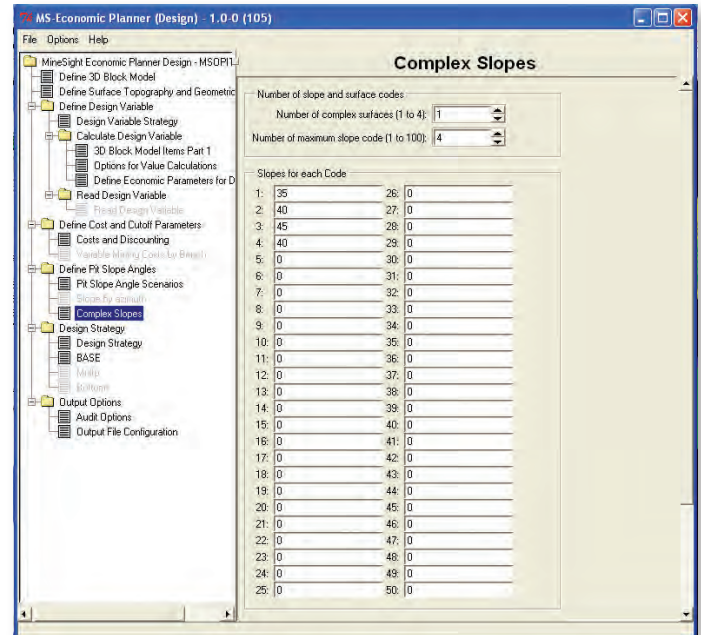 MS-Economic Planner (Design) - 1.0-0 (105)
File Options Help
MineSight Economic Planner Design - MSOPIT
Define 3D Block Model
Define Surface Topography and Geometric
Define Design Variable
Design Variable Strategy
Calculate Design Variable
3D Block Model Items Part 1
Options for Value Calculations
Define Economic Parameters for D
Read Design Variable
Read Design Variable
Define Cost and Cutoff Parameters
Costs and Discounting
Variable Mining Costs by Bench
Define Pit Slope Angles
Pit Slope Angle Scenarios
Slope by azimuth
Complex Slopes
Design Strategy
Design Strategy
BASE
Multip
Bottom
Output Options
Audit Options
Output File Configuration
Complex Slopes
Number of slope and surface codes
Number of complex surfaces (1 to 4): 1
Number of maximum slope code (1 to 100): 4
Slopes for each Code
1: 35 26: 0
2: 40 27: 0
3: 45 28: 0
4: 40 29: 0
5: 0 30: 0
6: 0 31: 0
7: 0 32: 0
8: 0 33: 0
9: 0 34: 0
10: 0 35: 0
11: 0 36: 0
12: 0 37: 0
13: 0 38: 0
14: 0 39: 0
15: 0 40: 0
16: 0 41: 0
17: 0 42: 0
18: 0 43: 0
19: 0 44: 0
20: 0 45: 0
21: 0 46: 0
22: 0 47: 0
23: 0 48: 0
24: 0 49: 0
25: 0 50: 0